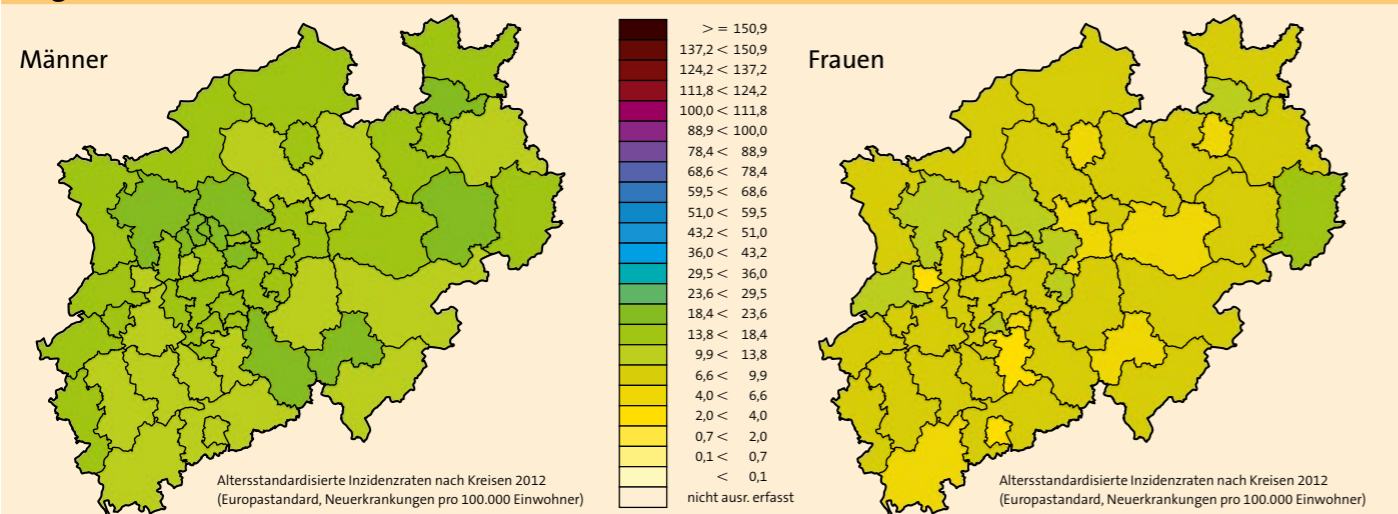 Männer
> = 150,9
137,2 < 150,9
124,2 < 137,2
111,8 < 124,2
100,0 < 111,8
88,9 < 100,0
78,4 < 88,9
68,6 < 78,4
59,5 < 68,6
51,0 < 59,5
43,2 < 51,0
36,0 < 43,2
29,5 < 36,0
23,6 < 29,5
18,4 < 23,6
13,8 < 18,4
9,9 < 13,8
6,6 < 9,9
4,0 < 6,6
2,0 < 4,0
0,7 < 2,0
0,1 < 0,7
< 0,1
nicht ausr. erfasst
Altersstandardisierte Inzidenzraten nach Kreisen 2012
(Europastandard, Neuerkrankungen pro 100.000 Einwohner)
Frauen
Altersstandardisierte Inzidenzraten nach Kreisen 2012
(Europastandard, Neuerkrankungen pro 100.000 Einwohner)